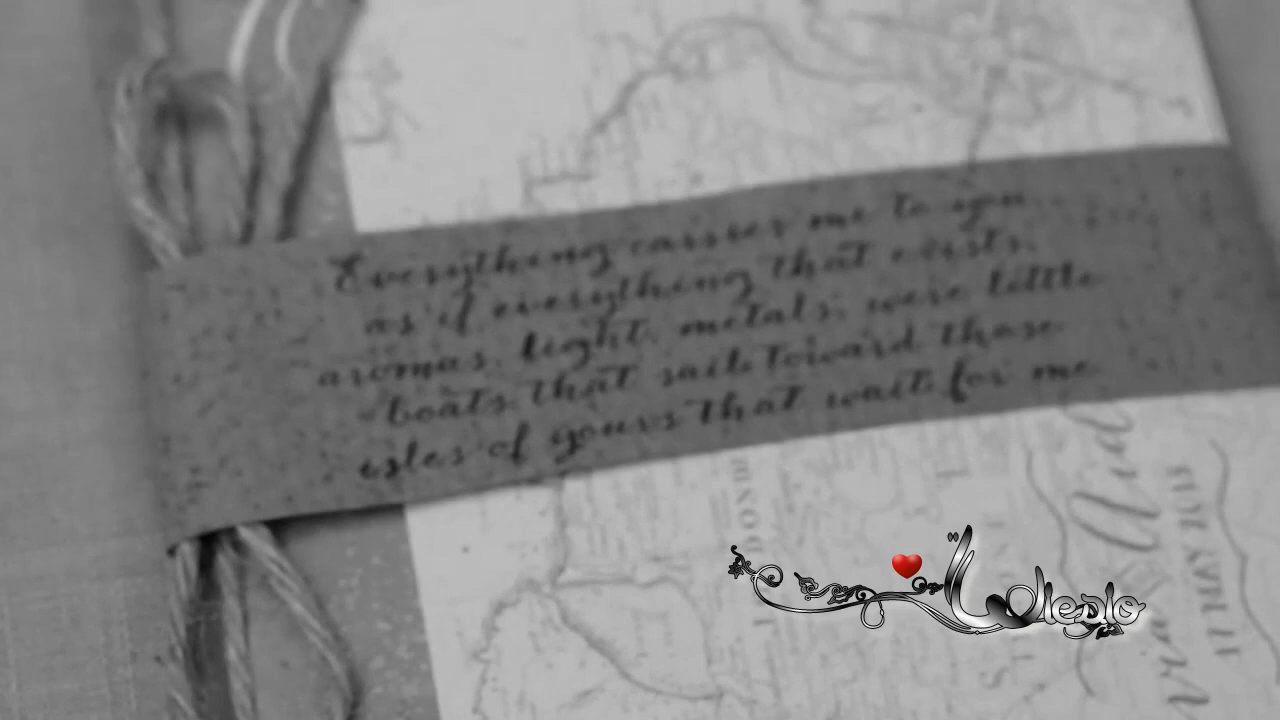 Everything carries me to you
as if everything that exists,
aromas, light, metals, were little
boats that sail toward those
isles of yours that wait for me